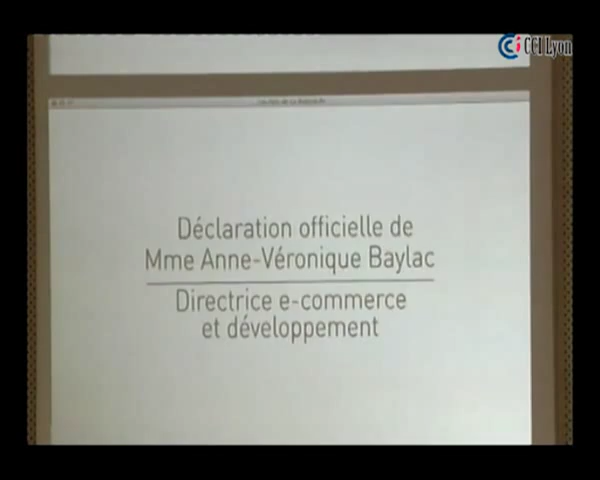 CCI Lyon
Déclaration officielle de
Mme Anne-Véronique Baylac
Directrice e-commerce
et développement